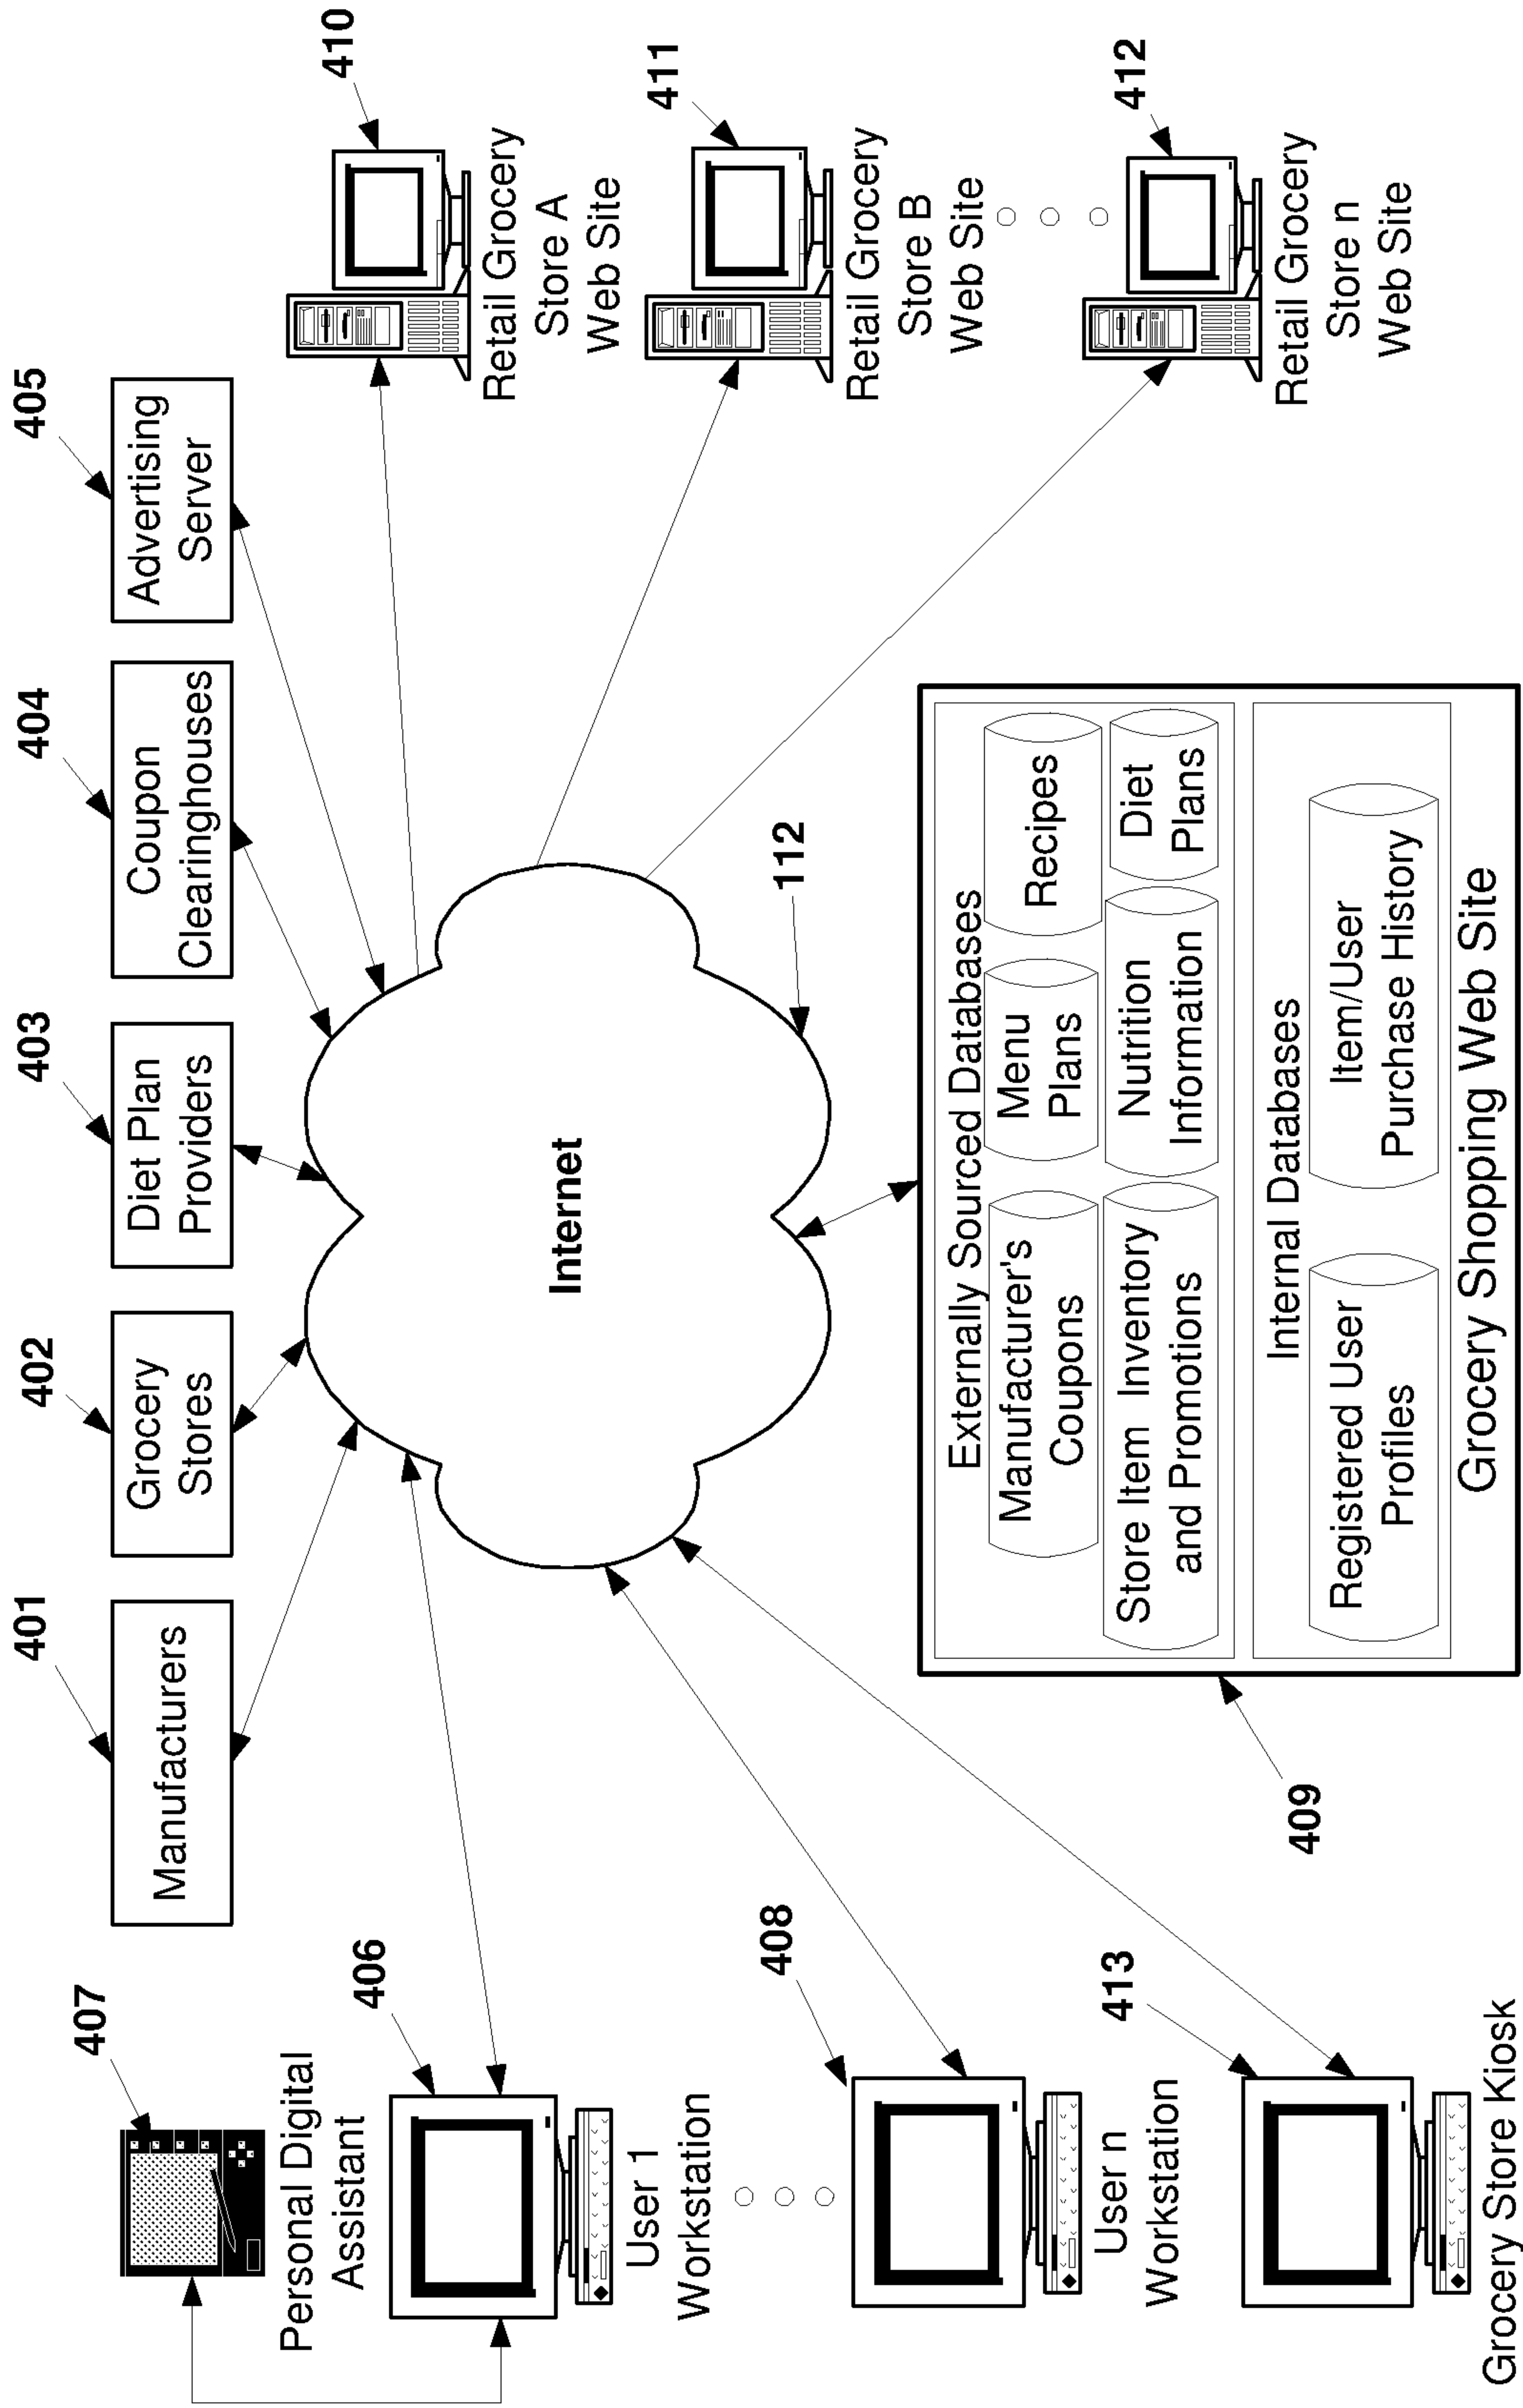 407
Personal Digital
Assistant
401
Manufacturers
402
Grocery
Stores
403
Diet Plan
Providers
404
Coupon
Clearinghouses
405
Advertising
Server
406
User 1
Workstation
408
User n
Workstation
413
Grocery Store Kiosk
Internet
112
410
Retail Grocery
Store A
Web Site
411
Retail Grocery
Store B
Web Site
412
Retail Grocery
Store n
Web Site
409
Externally Sourced Databases
Manufacturer's
Coupons
Menu
Plans
Recipes
Store Item Inventory
and Promotions
Nutrition
Information
Diet
Plans
Internal Databases
Registered User
Profiles
Item/User
Purchase History
Grocery Shopping Web Site